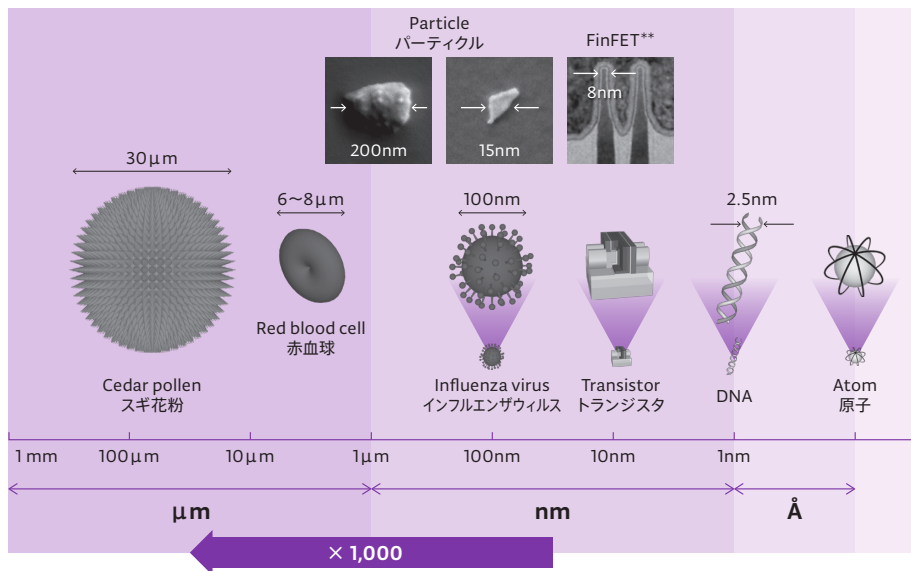 Particle
パーティクル
FinFET**
200nm
15nm
8nm
30μm
6〜8μm
100nm
2.5nm
Red blood cell
赤血球
Cedar pollen
スギ花粉
Influenza virus
インフルエンザウィルス
Transistor
トランジスタ
DNA
Atom
原子
1mm
100μm
10μm
1μm
100nm
10nm
1nm
μm
nm
Å
× 1,000